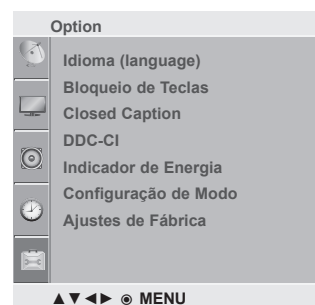 Option
Idioma (language)
Bloqueio de Teclas
Closed Caption
DDC-CI
Indicador de Energia
Configuração de Modo
Ajustes de Fábrica
▲▼◄► ◉ MENU